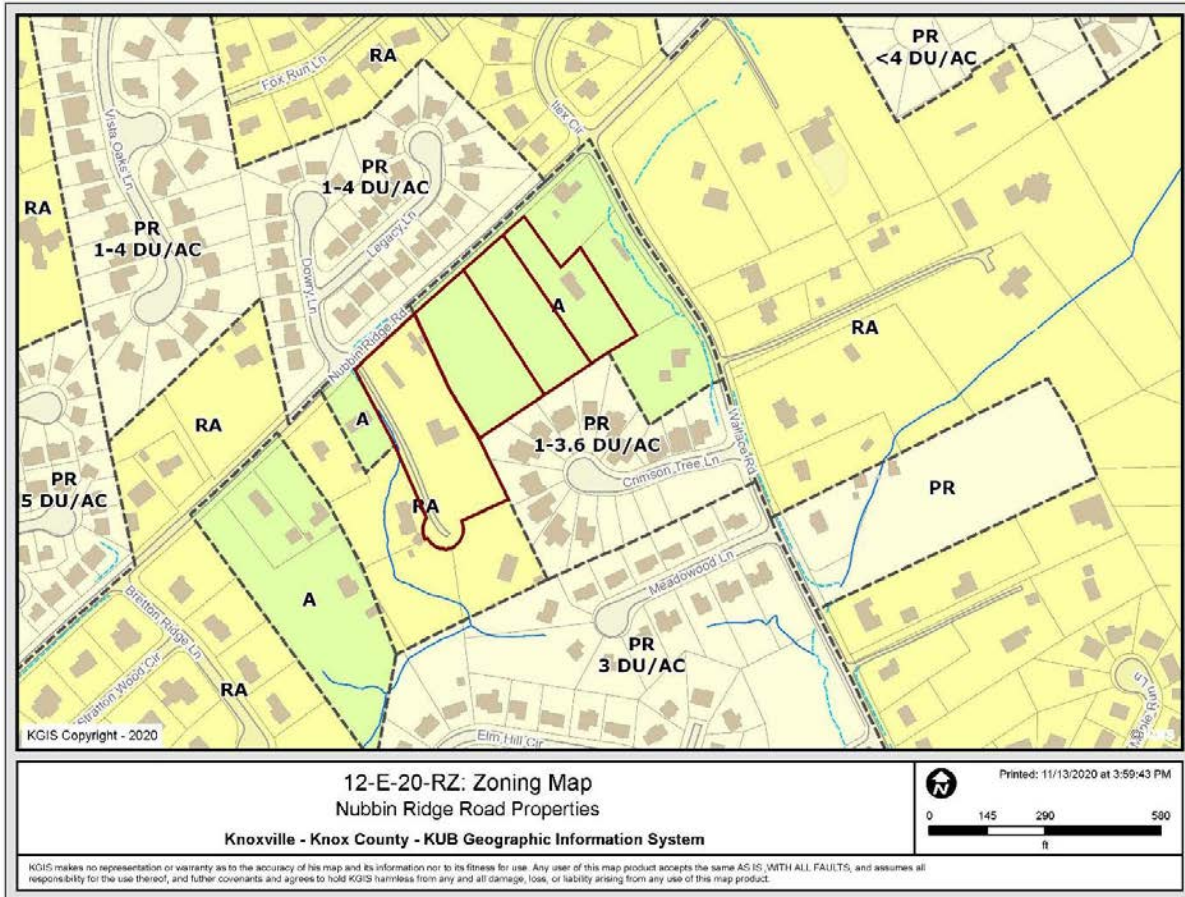 PR
<4 DU/AC
RA
Fox Run Ln
Ilex Cir
Vista Oaks Ln
PR
1-4 DU/AC
RA
PR
1-4 DU/AC
Legacy Ln
Dowry Ln
A
Nubbin Ridge Rd
RA
RA
A
PR
1-3.6 DU/AC
Wallace Rd
Crimson Tree Ln
PR
5 DU/AC
PR
RA
Meadowood Ln
A
PR
3 DU/AC
Bretton Ridge Ln
Stratton Wood Cir
RA
Elm Hill Cir
Maple Run Ln
KGIS Copyright - 2020
12-E-20-RZ: Zoning Map
Nubbin Ridge Road Properties
Knoxville - Knox County - KUB Geographic Information System
N
Printed: 11/13/2020 at 3:59:43 PM
0 145 290 580
ft
KGIS makes no representation or warranty as to the accuracy of his map and its information nor to its fitness for use. Any user of this map product accepts the same AS IS ,WITH ALL FAULTS, and assumes all
responsibility for the use thereof, and futher covenants and agrees to hold KGIS harmless from any and all damage, loss, or liability arising from any use of this map product.